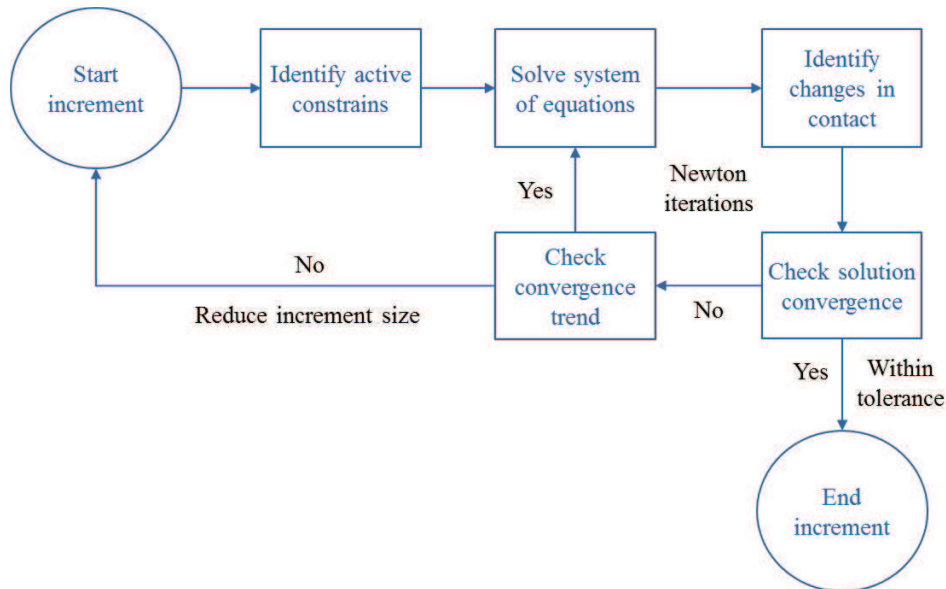 Start
increment
Identify active
constrains
Solve system
of equations
Identify
changes in
contact
Yes
Newton
iterations
No
Reduce increment size
Check
convergence
trend
No
Check solution
convergence
Yes
Within
tolerance
End
increment